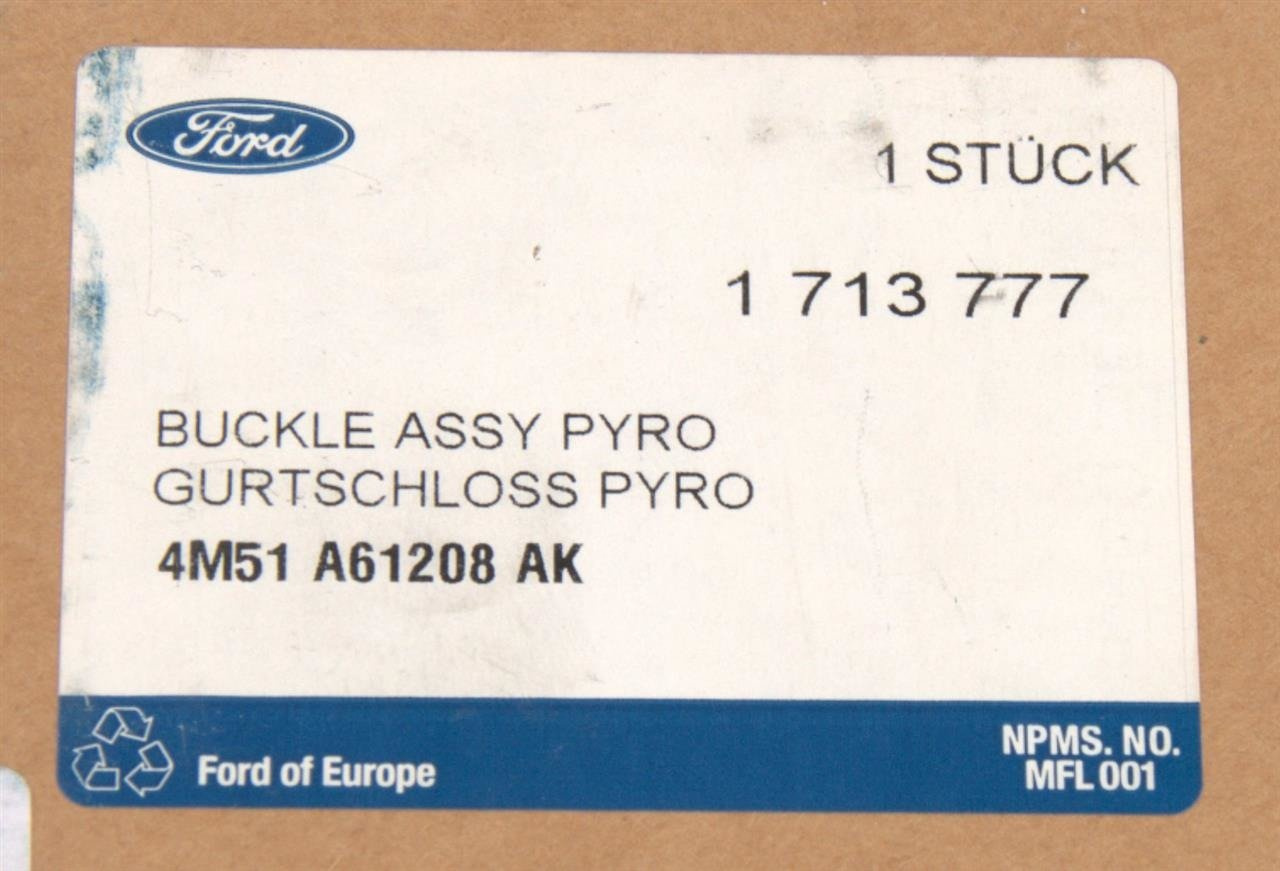 Ford
1 STÜCK
1 713 777
BUCKLE ASSY PYRO
GURTSCHLOSS PYRO
4M51 A61208 AK
Ford of Europe
NPMS. NO.
MFL 001